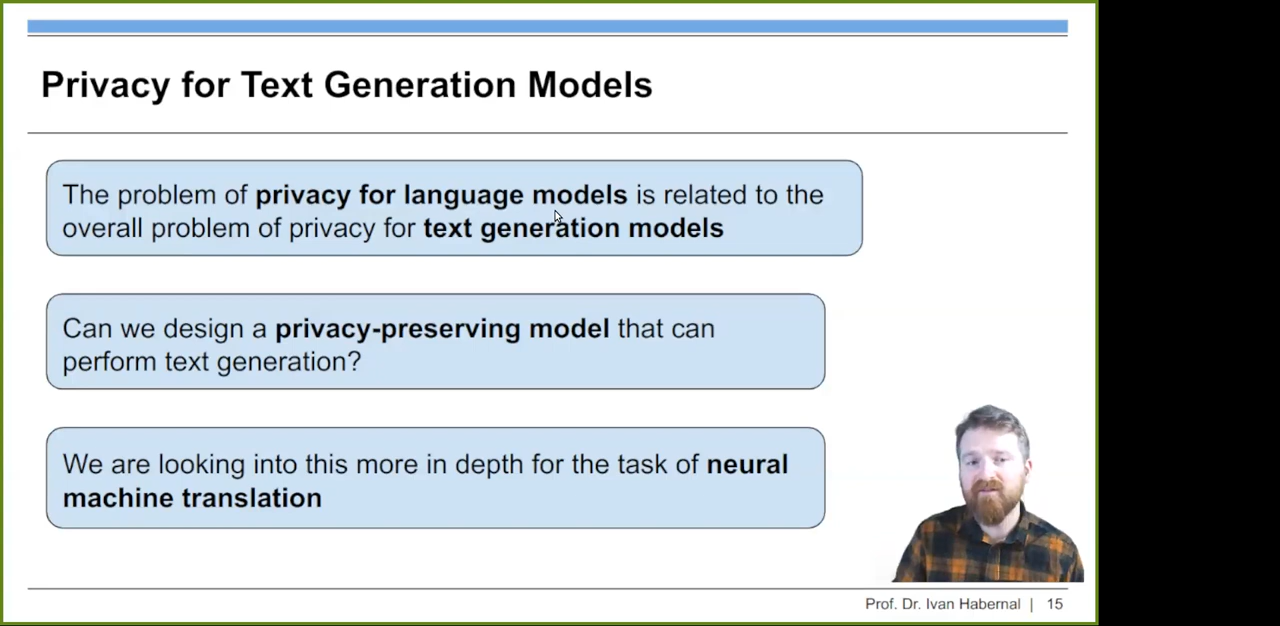 Privacy for Text Generation Models
The problem of privacy for language models is related to the
overall problem of privacy for text generation models
Can we design a privacy-preserving model that can
perform text generation?
We are looking into this more in depth for the task of neural
machine translation
Prof. Dr. Ivan Habernal | 15